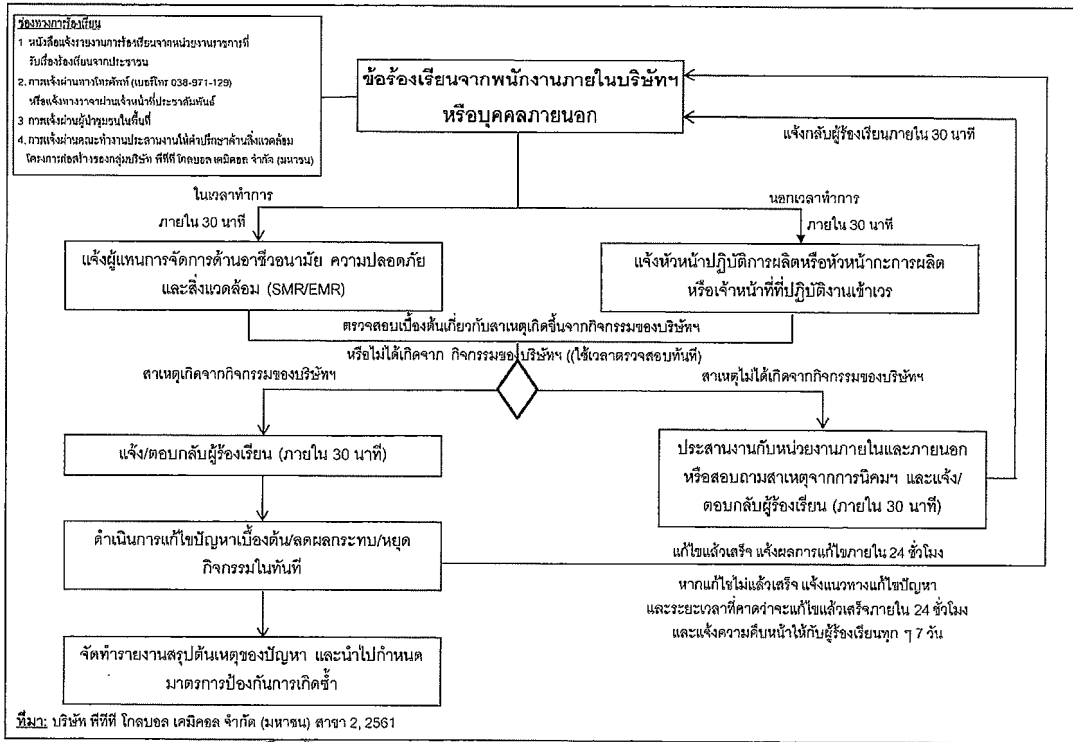 ช่องทางการร้องเรียน
1 หนังสือแจ้งรายงานการร้องเรียนจากหน่วยงานราชการที่
รับเรื่องร้องเรียนจากประชาชน
2. การแจ้งผ่านทางโทรศัพท์ (เบอร์โทร 038-971-129)
หรือแจ้งทางวาจาผ่านเจ้าหน้าที่ประชาสัมพันธ์
3 การแจ้งผ่านผู้นำชุมชนในพื้นที่
4. การแจ้งผ่านคณะทำงานประสานงานให้คำปรึกษาด้านสิ่งแวดล้อม
โครงการก่อสร้างของกลุ่มบริษัท พีทีที โกลบอล เคมิคอล จำกัด (มหาชน)
ข้อร้องเรียนจากพนักงานภายในบริษัทฯ
หรือบุคคลภายนอก
แจ้งกลับผู้ร้องเรียนภายใน 30 นาที
ในเวลาทำการ
ภายใน 30 นาที
นอกเวลาทำการ
ภายใน 30 นาที
แจ้งผู้แทนการจัดการด้านอาชีวอนามัย ความปลอดภัย
และสิ่งแวดล้อม (SMR/EMR)
แจ้งหัวหน้าปฏิบัติการผลิตหรือหัวหน้ากะการผลิต
หรือเจ้าหน้าที่ที่ปฏิบัติงานเข้าเวร
ตรวจสอบเบื้องต้นเกี่ยวกับสาเหตุเกิดขึ้นจากกิจกรรมของบริษัทฯ
หรือไม่ได้เกิดจาก กิจกรรมของบริษัทฯ ((ใช้เวลาตรวจสอบทันที)
สาเหตุเกิดจากกิจกรรมของบริษัทฯ
สาเหตุไม่ได้เกิดจากกิจกรรมของบริษัทฯ
แจ้ง/ตอบกลับผู้ร้องเรียน (ภายใน 30 นาที่)
ประสานงานกับหน่วยงานภายในและภายนอก
หรือสอบถามสาเหตุจากการนิคมฯ และแจ้ง/
ตอบกลับผู้ร้องเรียน (ภายใน 30 นาที่)
ดำเนินการแก้ไขปัญหาเบื้องต้น/ลดผลกระทบ/หยุด
กิจกรรมในทันที
แก้ไขแล้วเสร็จ แจ้งผลการแก้ไขภายใน 24 ชั่วโมง
หากแก้ไขไม่แล้วเสร็จ แจ้งแนวทางแก้ไขปัญหา
และระยะเวลาที่คาดว่าจะแก้ไขแล้วเสร็จภายใน 24 ชั่วโมง
และแจ้งความคืบหน้าให้กับผู้ร้องเรียนทุก ๆ 7 วัน
จัดทำรายงานสรุปต้นเหตุของปัญหา และนำไปกำหนด
มาตรการป้องกันการเกิดซ้ำ
ที่มา: บริษัท พีทีที โกลบอล เคมิคอล จำกัด (มหาชน) สาขา 2, 2561